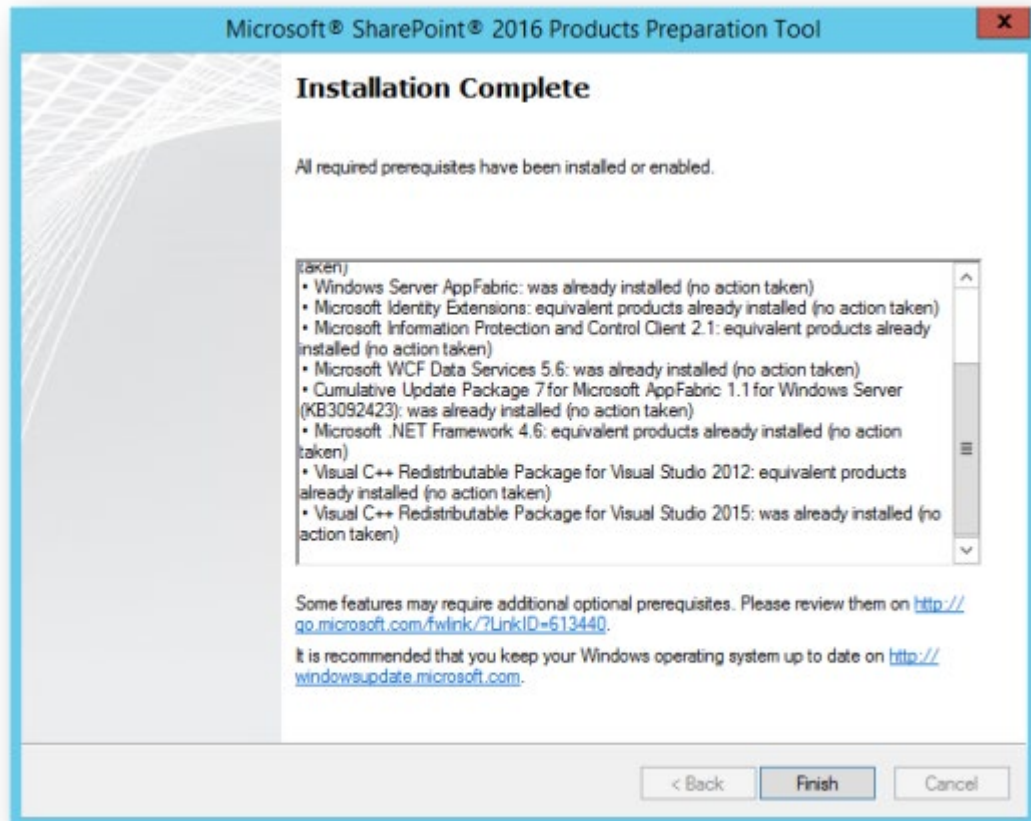 Microsoft® SharePoint® 2016 Products Preparation Tool
x
Installation Complete
All required prerequisites have been installed or enabled.
taken)
• Windows Server AppFabric: was already installed (no action taken)
• Microsoft Identity Extensions: equivalent products already installed (no action taken)
• Microsoft Information Protection and Control Client 2.1: equivalent products already
installed (no action taken)
• Microsoft WCF Data Services 5.6: was already installed (no action taken)
• Cumulative Update Package 7 for Microsoft AppFabric 1.1 for Windows Server
(KB3092423): was already installed (no action taken)
• Microsoft .NET Framework 4.6: equivalent products already installed (no action
taken)
• Visual C++ Redistributable Package for Visual Studio 2012: equivalent products
already installed (no action taken)
• Visual C++ Redistributable Package for Visual Studio 2015: was already installed (no
action taken)
Some features may require additional optional prerequisites. Please review them on http://
go.microsoft.com/fwlink/?LinkID=613440.
It is recommended that you keep your Windows operating system up to date on http://
windowsupdate.microsoft.com.
< Back Finish Cancel